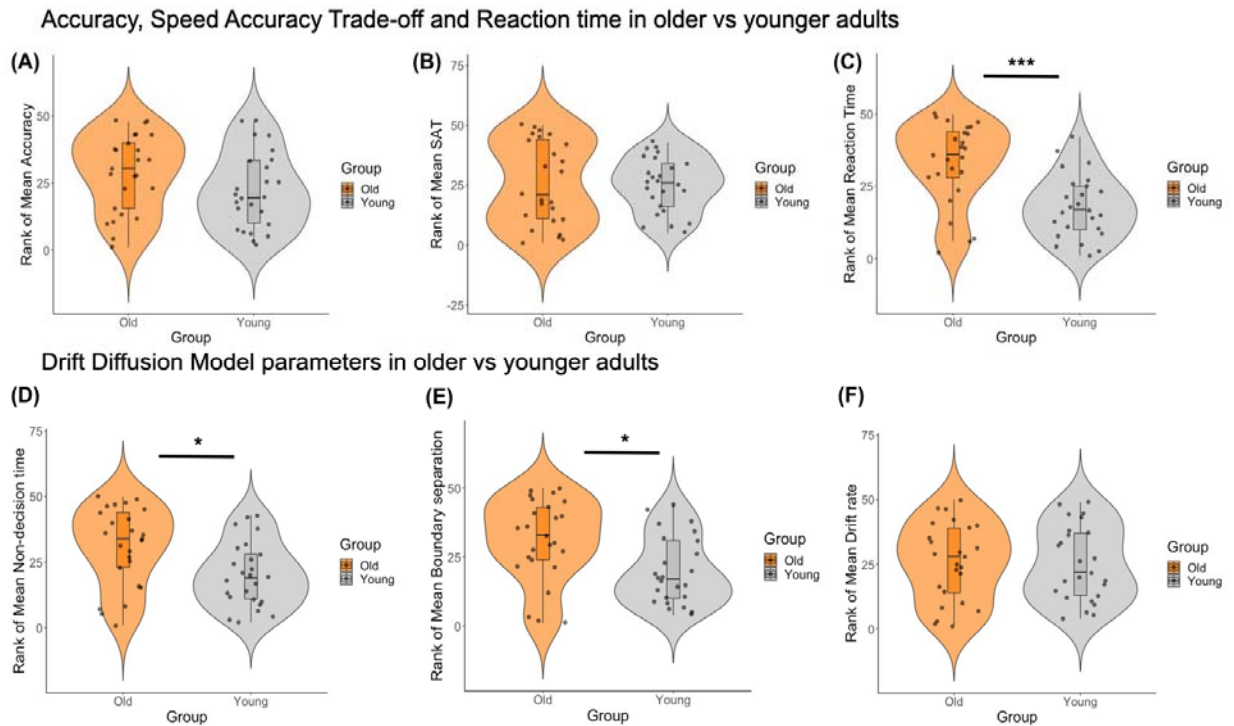 Accuracy, Speed Accuracy Trade-off and Reaction time in older vs younger adults
(A)
Rank of Mean Accuracy
50
25
0
Old
Young
Group
Group
Old
Young
(B)
Rank of Mean SAT
75
50
25
0
-25
Old
Young
Group
Group
Old
Young
(C)
***
Rank of Mean Reaction Time
50
25
0
Old
Young
Group
Group
Old
Young
Drift Diffusion Model parameters in older vs younger adults
(D)
*
Rank of Mean Non-decision time
75
50
25
0
Old
Young
Group
Group
Old
Young
(E)
*
Rank of Mean Boundary separation
50
25
0
Old
Young
Group
Group
Old
Young
(F)
Rank of Mean Drift rate
75
50
25
0
Old
Young
Group
Group
Old
Young